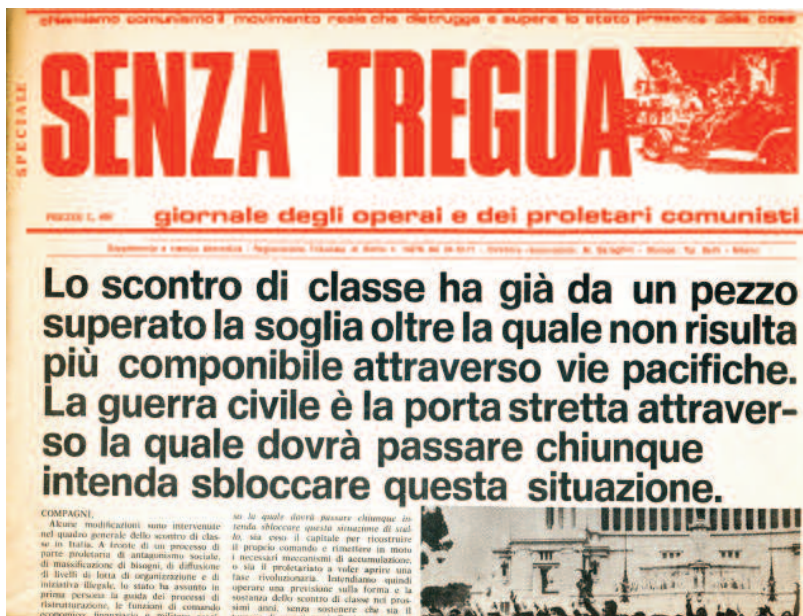 chiamiamo comunismo il movimento reale che distrugge e supera lo stato presente delle cose
SPECIALE
SENZA TREGUA
giornale degli operai e dei proletari comunisti
Lo scontro di classe ha già da un pezzo
superato la soglia oltre la quale non risulta
più componibile attraverso vie pacifiche.
La guerra civile è la porta stretta attraver-
so la quale dovrà passare chiunque
intenda sbloccare questa situazione.
COMPAGNI,
Alcune modificazioni sono intervenute
nel quadro generale dello scontro di clas-
se in Italia. A fronte di un processo di
parte proletaria di antagonismo sociale,
di massificazione di bisogni, di diffusione
di livelli di lotta di organizzazione e di
iniziativa illegale, lo stato ha assunto in
prima persona la guida dei processi di
ristrutturazione, le funzioni di comando
so la quale dovrà passare chiunque in-
tenda sbloccare questa situazione di stal-
lo, sia esso il capitale per ricostruire
il proprio comando e rimettere in moto
i necessari meccanismi di accumulazione,
o sia il proletariato a voler aprire una
fase rivoluzionaria. Intendiamo quindi
operare una previsione sulla forma e la
sostanza dello scontro di classe nei pros-
simi anni, senza sostenere che sia il